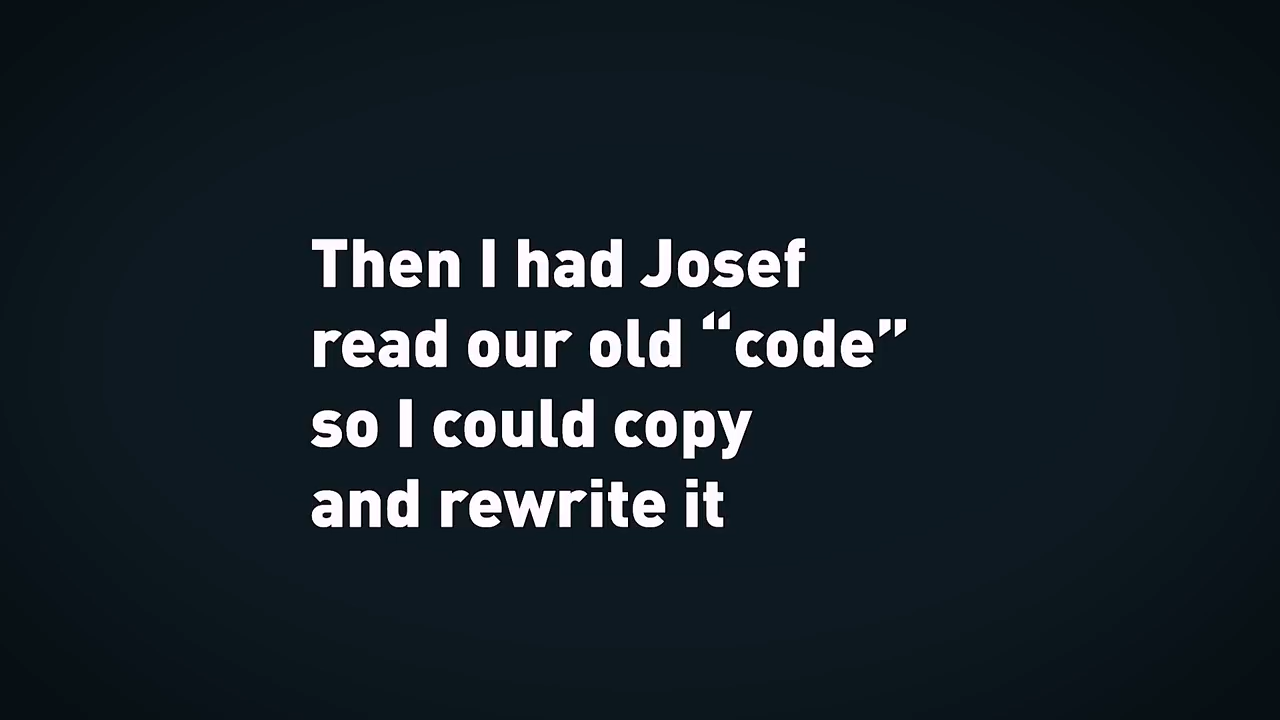 Then I had Josef
read our old “code”
so I could copy
and rewrite it